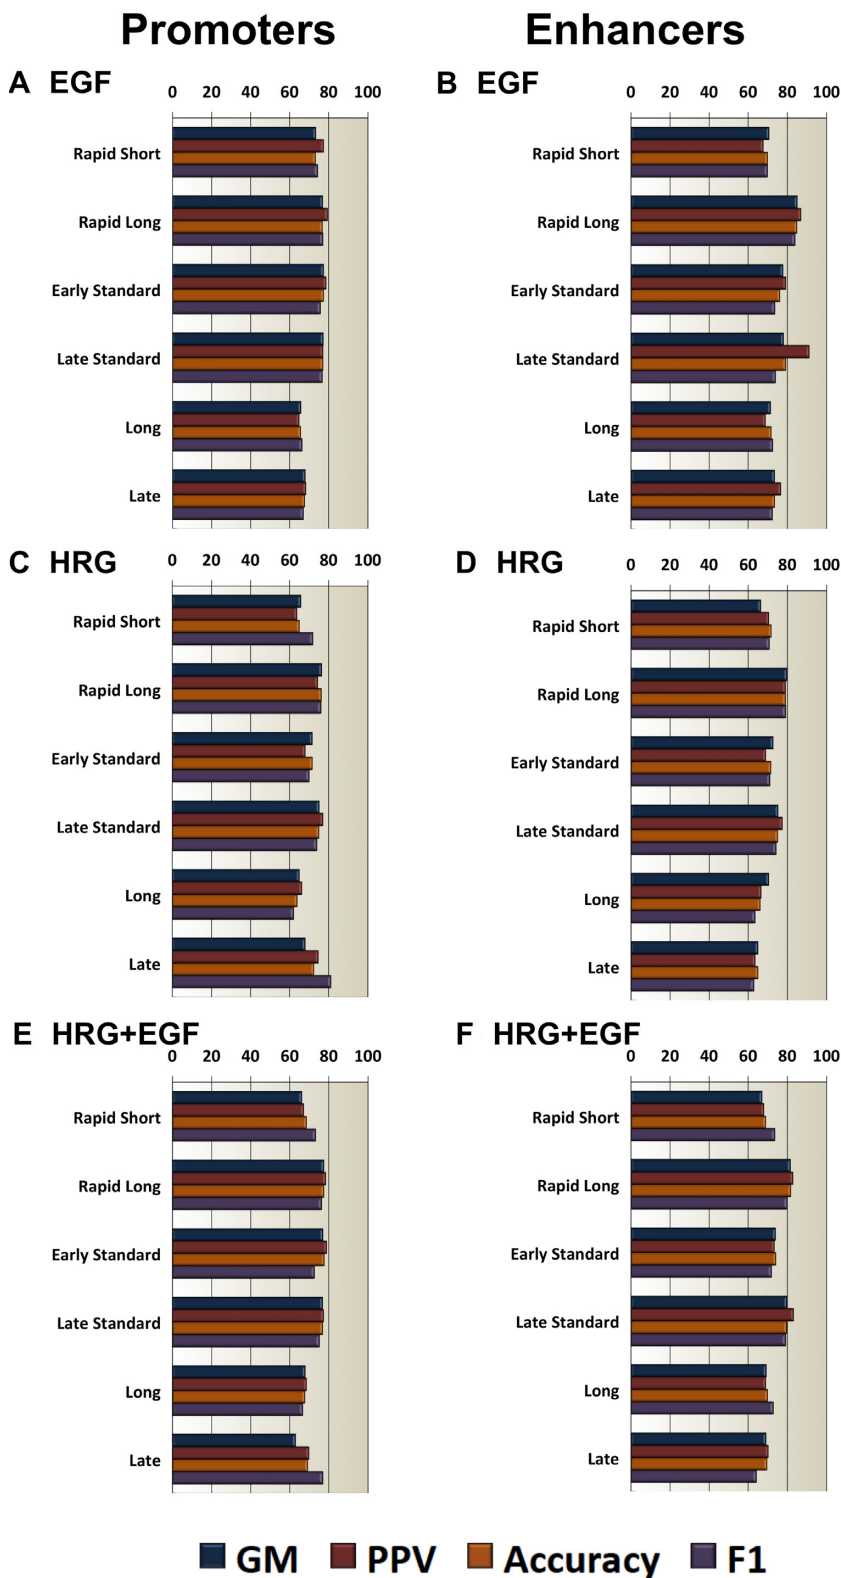 Promoters Enhancers
A EGF
0 20 40 60 80 100
Rapid Short
Rapid Long
Early Standard
Late Standard
Long
Late
B EGF
0 20 40 60 80 100
Rapid Short
Rapid Long
Early Standard
Late Standard
Long
Late
C HRG
0 20 40 60 80 100
Rapid Short
Rapid Long
Early Standard
Late Standard
Long
Late
D HRG
0 20 40 60 80 100
Rapid Short
Rapid Long
Early Standard
Late Standard
Long
Late
E HRG+EGF
0 20 40 60 80 100
Rapid Short
Rapid Long
Early Standard
Late Standard
Long
Late
F HRG+EGF
0 20 40 60 80 100
Rapid Short
Rapid Long
Early Standard
Late Standard
Long
Late
GM PPV Accuracy F1